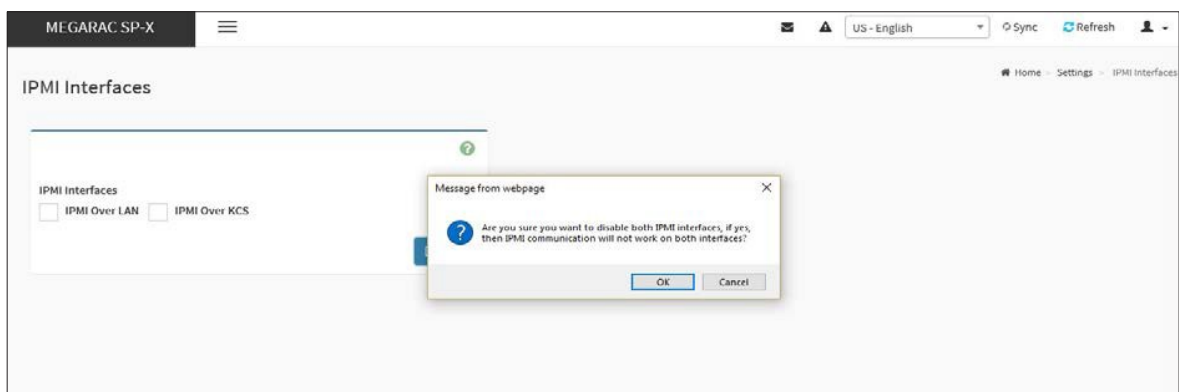 MEGARAC SP-X
US - English
Sync
Refresh
Home
Settings
IPMI Interfaces
IPMI Interfaces
IPMI Interfaces
IPMI Over LAN
IPMI Over KCS
Message from webpage
Are you sure you want to disable both IPMI interfaces, if yes,
then IPMI communication will not work on both interfaces?
OK
Cancel